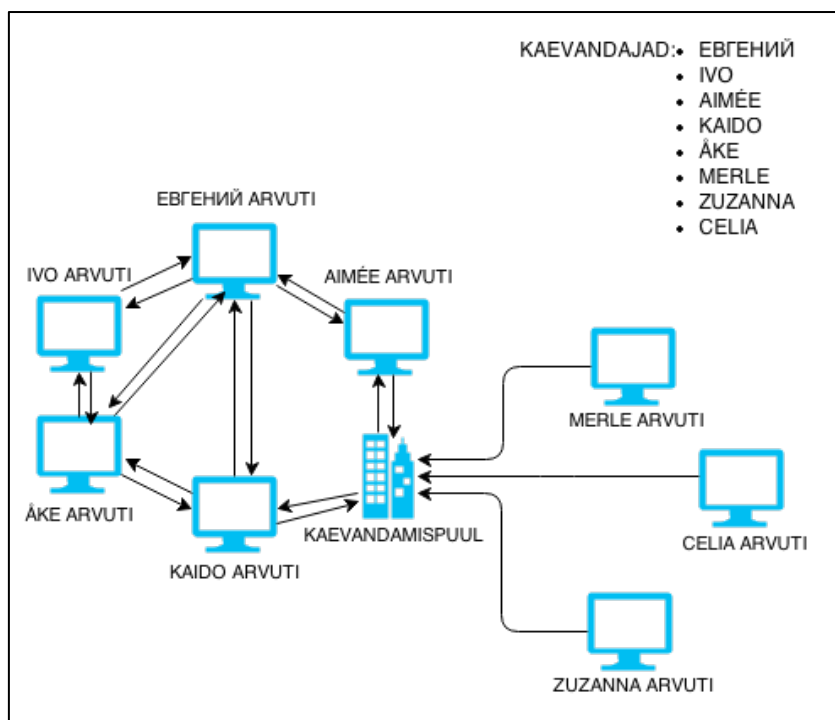 KAEVANDAJAD: • ЕВГЕНИЙ
• IVO
• AIMÉE
• KAIDO
• ÅKE
• MERLE
• ZUZANNA
• CELIA
ЕВГЕНИЙ ARVUTI
IVO ARVUTI
AIMÉE ARVUTI
MERLE ARVUTI
ÅKE ARVUTI
KAEVANDAMISPUUL
CELIA ARVUTI
KAIDO ARVUTI
ZUZANNA ARVUTI